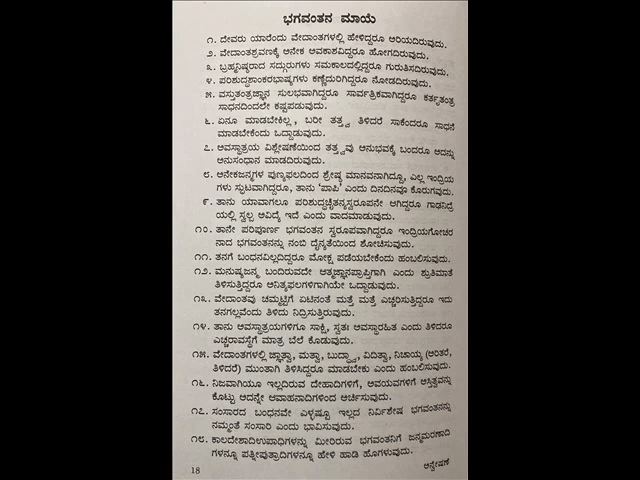 ಭಗವಂತನ ಮಾಯೆ
೧. ದೇವರು ಯಾರೆಂದು ವೇದಾಂತಗಳಲ್ಲಿ ಹೇಳಿದ್ದರೂ ಅರಿಯದಿರುವುದು.
೨. ವೇದಾಂತಶ್ರವಣಕ್ಕೆ ಅನೇಕ ಅವಕಾಶವಿದ್ದರೂ ಹೋಗದಿರುವುದು.
೩. ಬ್ರಹ್ಮನಿಷ್ಠರಾದ ಸದ್ಗುರುಗಳು ಸಮಕಾಲದಲ್ಲಿದ್ದರೂ ಗುರುತಿಸದಿರುವುದು.
೪. ಪರಿಶುದ್ಧಶಾಂಕರಭಾಷ್ಯಗಳು ಕಣ್ಣೆದುರಿಗಿದ್ದರೂ ನೋಡದಿರುವುದು.
೫. ವಸ್ತುತಂತ್ರಜ್ಞಾನ ಸುಲಭವಾಗಿದ್ದರೂ ಸಾರ್ವತ್ರಿಕವಾಗಿದ್ದರೂ ಕರ್ತೃತಂತ್ರ
ಸಾಧನದಿಂದಲೇ ಕಷ್ಟಪಡುವುದು.
೬. ಏನೂ ಮಾಡಬೇಕಿಲ್ಲ, ಬರೀ ತತ್ತ್ವ ತಿಳಿದರೆ ಸಾಕೆಂದರೂ ಸಾಧನೆ
ಮಾಡಬೇಕೆಂದು ಒದ್ದಾಡುವುದು.
೭. ಅವಸ್ಥಾತ್ರಯ ವಿಶ್ಲೇಷಣೆಯಿಂದ ತತ್ತ್ವವು ಅನುಭವಕ್ಕೆ ಬಂದರೂ ಅದನ್ನು
ಅನುಸಂಧಾನ ಮಾಡದಿರುವುದು.
೮. ಅನೇಕಜನ್ಮಗಳ ಪುಣ್ಯಫಲದಿಂದ ಶ್ರೇಷ್ಠ ಮಾನವನಾಗಿದ್ದೂ, ಎಲ್ಲ ಇಂದ್ರಿಯ
ಗಳು ಸ್ಫುಟವಾಗಿದ್ದರೂ, ತಾನು 'ಪಾಪಿ' ಎಂದು ದಿನದಿನವೂ ಕೊರುಗವುದು.
೯. ತಾನು ಯಾವಾಗಲೂ ಪರಿಶುದ್ಧಚೈತನ್ಯಸ್ವರೂಪನೇ ಆಗಿದ್ದರೂ ಗಾಢನಿದ್ರೆ
ಯಲ್ಲಿ ಸ್ವಲ್ಪ ಅವಿದ್ಯೆ ಇದೆ ಎಂದು ವಾದಮಾಡುವುದು.
೧೦. ತಾನೇ ಪರಿಪೂರ್ಣ ಭಗವಂತನ ಸ್ವರೂಪವಾಗಿದ್ದರೂ ಇಂದ್ರಿಯಗೋಚರ
ನಾದ ಭಗವಂತನನ್ನು ನಂಬಿ ದೈನ್ಯತೆಯಿಂದ ಶೋಚಿಸುವುದು.
೧೧. ತನಗೆ ಬಂಧನವಿಲ್ಲದಿದ್ದರೂ ಮೋಕ್ಷ ಪಡೆಯಬೇಕೆಂದು ಹಂಬಲಿಸುವುದು.
೧೨. ಮನುಷ್ಯಜನ್ಮ ಬಂದಿರುವದೇ ಆತ್ಮಜ್ಞಾನಪ್ರಾಪ್ತಿಗಾಗಿ ಎಂದು ಶ್ರುತಿಮಾತೆ
ತಿಳಿಸುತ್ತಿದ್ದರೂ ಅನಿತ್ಯಫಲಗಳಿಗಾಗಿಯೇ ಒದ್ದಾಡುವುದು.
೧೩. ವೇದಾಂತವು ಚಮ್ಮಟ್ಟಿಗೆ ಏಟಿನಂತೆ ಮತ್ತೆ ಮತ್ತೆ ಎಚ್ಚರಿಸುತ್ತಿದ್ದರೂ ಇದು
ತನಗಲ್ಲವೆಂದು ತಿಳಿದು ನಿದ್ರಿಸುತ್ತಿರುವುದು.
೧೪. ತಾನು ಅವಸ್ಥಾತ್ರಯಗಳಿಗೂ ಸಾಕ್ಷಿ, ಸ್ವತಃ ಅವಸ್ಥಾರಹಿತ ಎಂದು ತಿಳಿದರೂ
ಎಚ್ಚರಾವಸ್ಥೆಗೆ ಮಾತ್ರ ಬೆಲೆ ಕೊಡುವುದು.
೧೫. ವೇದಾಂತಗಳಲ್ಲಿ ಜ್ಞಾತ್ವಾ, ಮತ್ವಾ, ಬುದ್ಧ್ವಾ, ವಿದಿತ್ವಾ, ನಿಚಾಯ್ಯ (ಅರಿತರೆ,
ತಿಳಿದರೆ) ಮುಂತಾಗಿ ತಿಳಿಸಿದ್ದರೂ ಮಾಡಬೇಕು ಎಂದು ಹಂಬಲಿಸುವುದು.
೧೬. ನಿಜವಾಗಿಯೂ ಇಲ್ಲದಿರುವ ದೇಹಾದಿಗಳಿಗೆ, ಅವಯವಗಳಿಗೆ ಅಸ್ತಿತ್ವವನ್ನು
ಕೊಟ್ಟು ಅದನ್ನೇ ಆವಾಹನಾದಿಗಳಿಂದ ಅರ್ಚಿಸುವುದು.
೧೭. ಸಂಸಾರದ ಬಂಧನವೇ ಎಳ್ಳಷ್ಟೂ ಇಲ್ಲದ ನಿರ್ವಿಶೇಷ ಭಗವಂತನನ್ನು
ನಮ್ಮಂತೆ ಸಂಸಾರಿ ಎಂದು ಭಾವಿಸುವುದು.
೧೮. ಕಾಲದೇಶಾದಿಉಪಾಧಿಗಳನ್ನು ಮೀರಿರುವ ಭಗವಂತನಿಗೆ ಜನ್ಮಮರಣಾದಿ
ಗಳನ್ನೂ ಪತ್ನೀಪುತ್ರಾದಿಗಳನ್ನೂ ಹೇಳಿ ಹಾಡಿ ಹೊಗಳುವುದು.
18
ಅನ್ವೇಷಣೆ